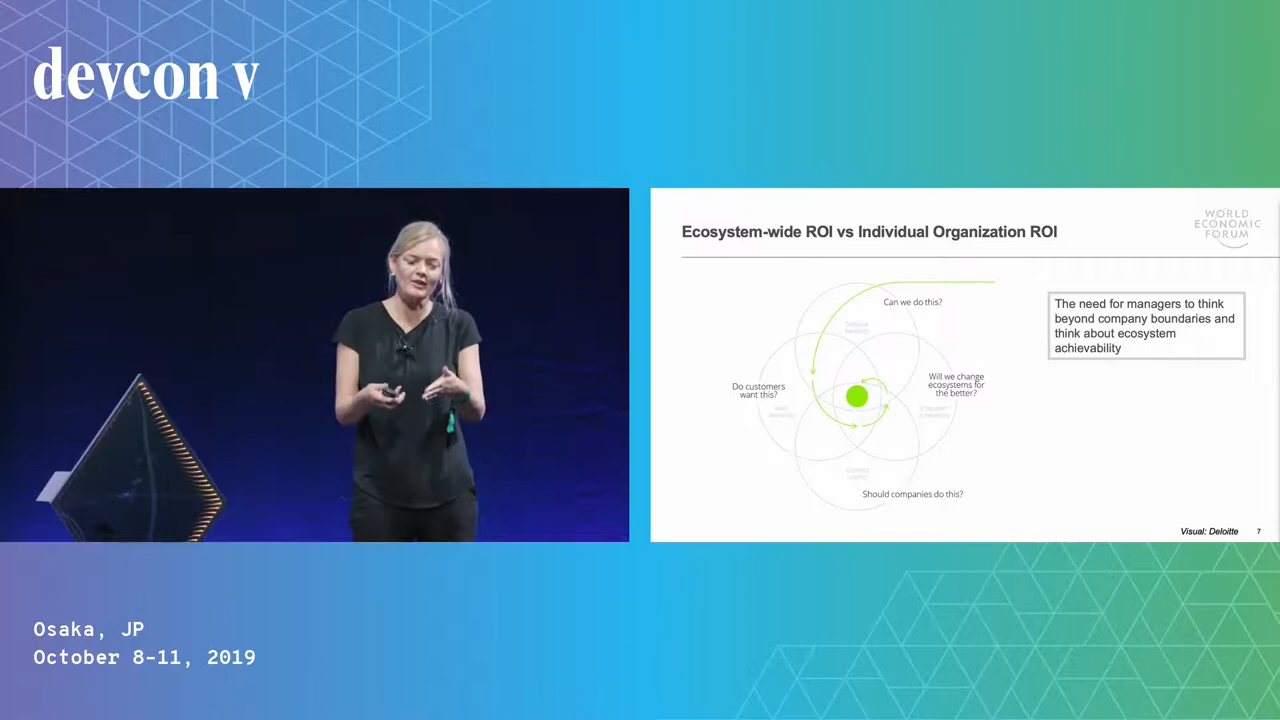 devcon v
Ecosystem-wide ROI vs Individual Organization ROI
WORLD
ECONOMIC
FORUM
Can we do this?
The need for managers to think
beyond company boundaries and
think about ecosystem
achievability
Do customers
want this?
Will we change
ecosystems for
the better?
Should companies do this?
Visual: Deloitte
7
Osaka, JP
October 8-11, 2019